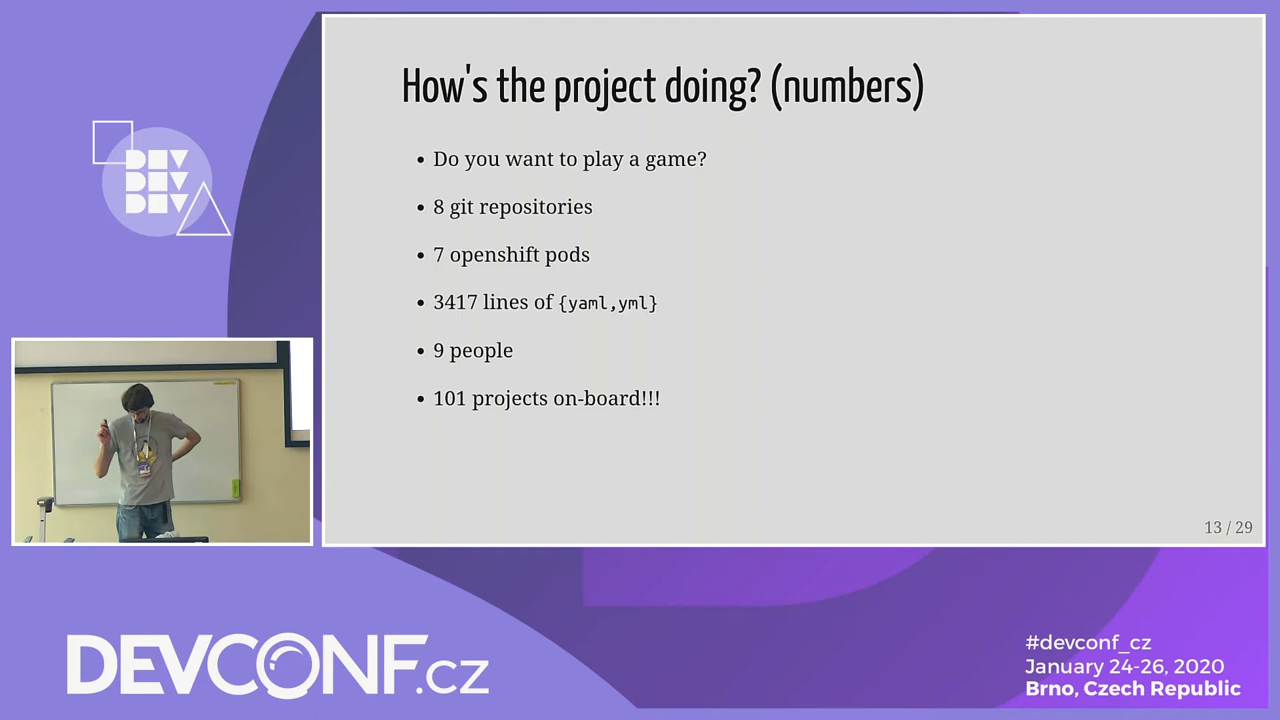 How's the project doing? (numbers)
• Do you want to play a game?
• 8 git repositories
• 7 openshift pods
• 3417 lines of {yaml,yml}
• 9 people
• 101 projects on-board!!!
13 / 29
DEV
DEV
DEV
DEVCONF.cz
#devconf_cz
January 24-26, 2020
Brno, Czech Republic